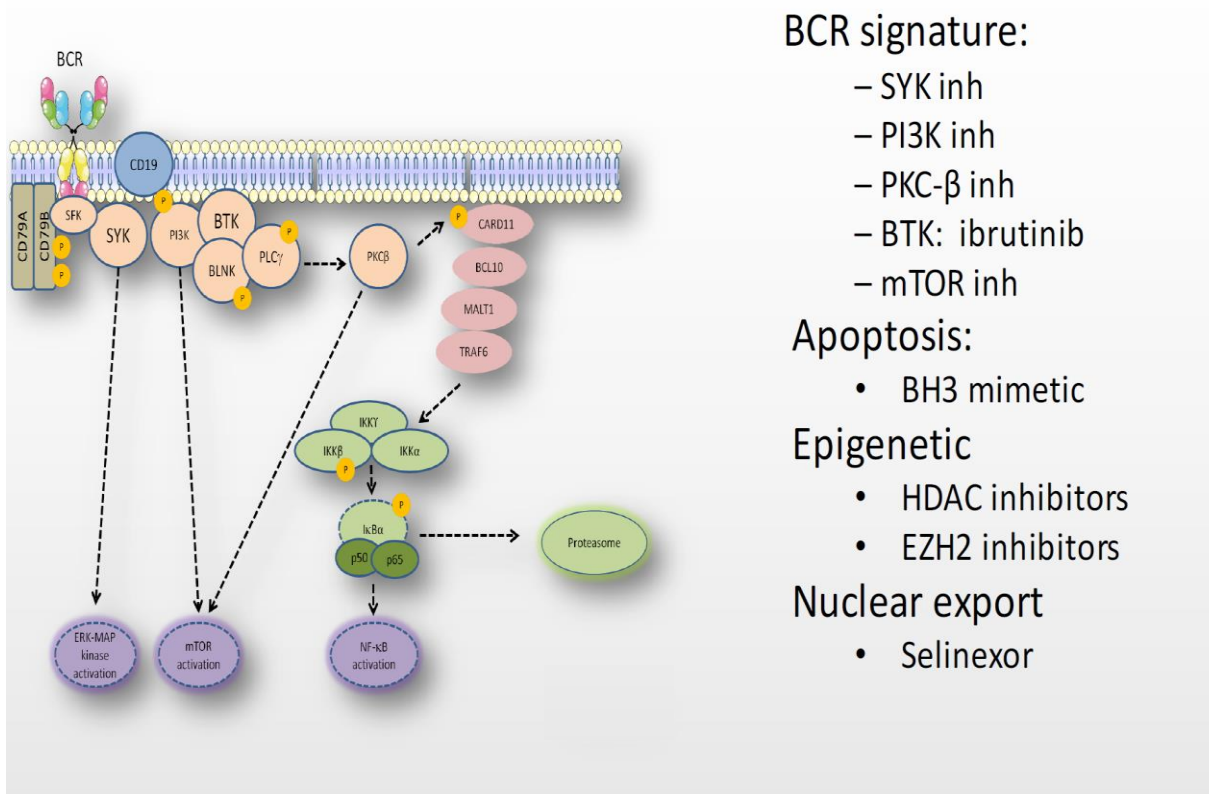 BCR
CD19
CD79A
CD79B
SFK
SYK
P
P
P
PI3K
BTK
BLNK
P
PLCγ
P
PKCβ
P
CARD11
BCL10
MALT1
TRAF6
IKKγ
IKKβ
P
IKKα
P
IκBα
p50
p65
Proteasome
ERK-MAP
kinase
activation
mTOR
activation
NF-κB
activation
BCR signature:
– SYK inh
– PI3K inh
– PKC-β inh
– BTK: ibrutinib
– mTOR inh
Apoptosis:
• BH3 mimetic
Epigenetic
• HDAC inhibitors
• EZH2 inhibitors
Nuclear export
• Selinexor